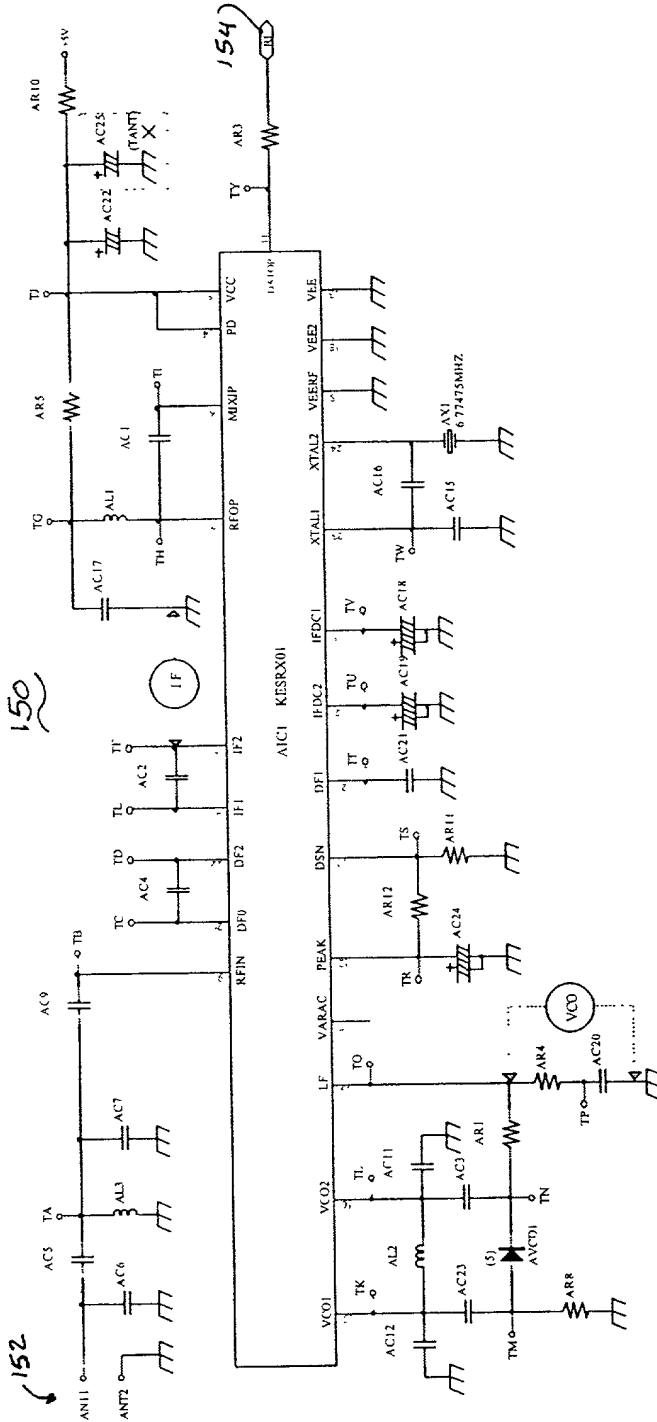 150
152
154
ANT2
TA
AC5
AC6
AL3
AC7
AC9
TB
TC
AC4
TD
TL
AC2
IF
AC17
TG
AL1
TH
AC1
TI
AR5
TJ
AC22
+
AC25
+
(TANT)
X
AR10
+5V
RFIN
DF0
DF2
IF1
IF2
RFOP
MIXIP
PD
VCC
AIC1 KESRX01
DATOP
TY
AR3
VCO1
VCO2
LF
VARAC
PEAK
DSN
DF1
IFDC2
IFDC1
XTAL1
XTAL2
24
VEERF
VEE2
VEE
TK
TL
TO
AC12
AL2
AC11
AC23
AC3
TM
(5)
AVCD1
TN
AR1
AR8
AR4
TP
AC20
VCO
TR
AR12
TS
+
AC24
AR11
TT
AC21
TU
+
AC19
TV
+
AC18
TW
AC16
AC15
AX1
6.77475MHZ